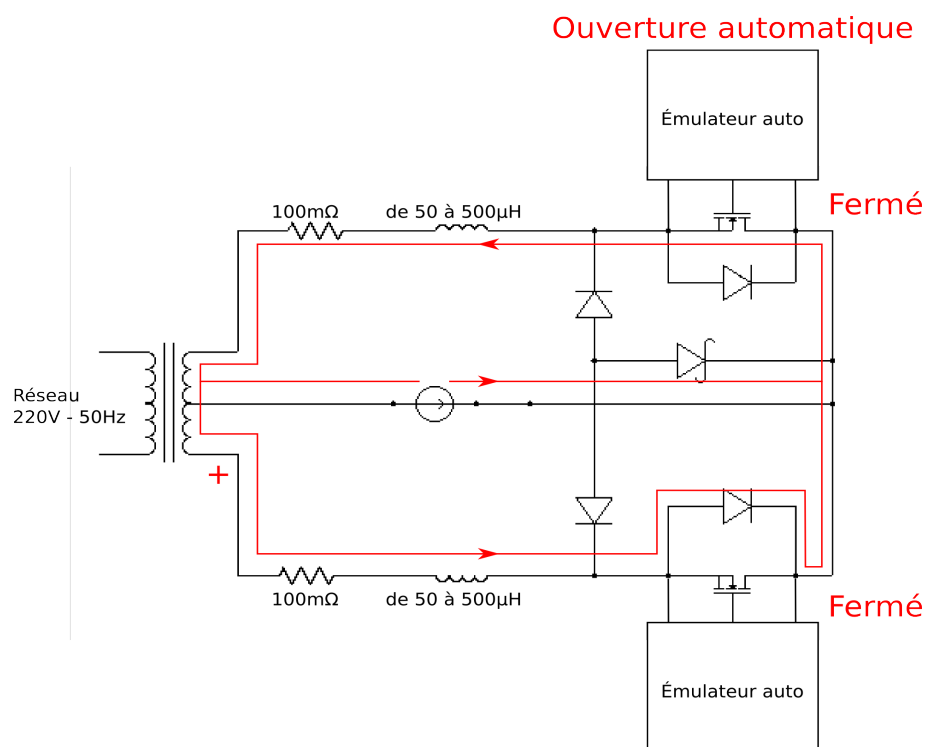 Ouverture automatique
Émulateur auto
Fermé
100mΩ
de 50 à 500µH
Réseau
220V - 50Hz
+
100mΩ
de 50 à 500µH
Fermé
Émulateur auto